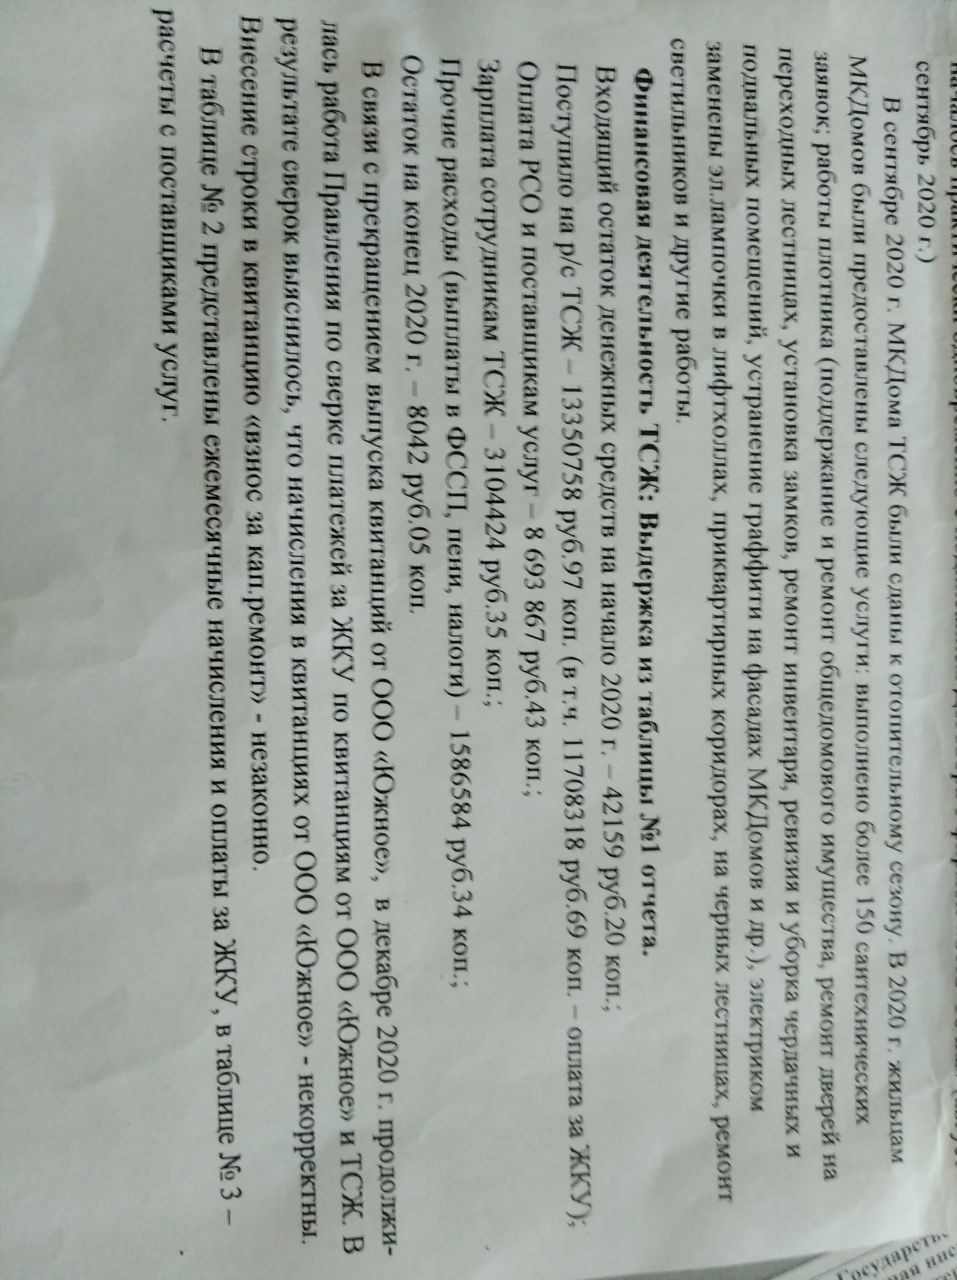 сентябрь 2020 г.)
В сентябре 2020 г. МКДома ТСЖ были сданы к отопительному сезону. В 2020 г. жильцам
МКДомов были предоставлены следующие услуги: выполнено более 150 сантехнических
заявок; работы плотника (поддержание и ремонт общедомового имущества, ремонт дверей на
переходных лестницах, установка замков, ремонт инвентаря, ревизия и уборка чердачных и
подвальных помещений, устранение граффити на фасадах МКДомов и др.), электриком
заменены эл.лампочки в лифтхоллах, приквартирных коридорах, на черных лестницах, ремонт
светильников и другие работы.
Финансовая деятельность ТСЖ: Выдержка из таблицы №1 отчета.
Входящий остаток денежных средств на начало 2020 г. – 42159 руб.20 коп.;
Поступило на р/с ТСЖ – 13350758 руб.97 коп. (в т.ч. 11708318 руб.69 коп. – оплата за ЖКУ);
Оплата РСО и поставщикам услуг – 8 693 867 руб.43 коп.;
Зарплата сотрудникам ТСЖ – 3104424 руб.35 коп.;
Прочие расходы (выплаты в ФССП, пени, налоги) – 1586584 руб.34 коп.;
Остаток на конец 2020 г. – 8042 руб.05 коп.
В связи с прекращением выпуска квитанций от ООО «Южное», в декабре 2020 г. продолжи-
лась работа Правления по сверке платежей за ЖКУ по квитанциям от ООО «Южное» и ТСЖ. В
результате сверок выяснилось, что начисления в квитанциях от ООО «Южное» - некорректны.
Внесение строки в квитанцию «взнос за кап.ремонт» - незаконно.
В таблице № 2 представлены ежемесячные начисления и оплаты за ЖКУ, в таблице № 3 –
расчеты с поставщиками услуг.